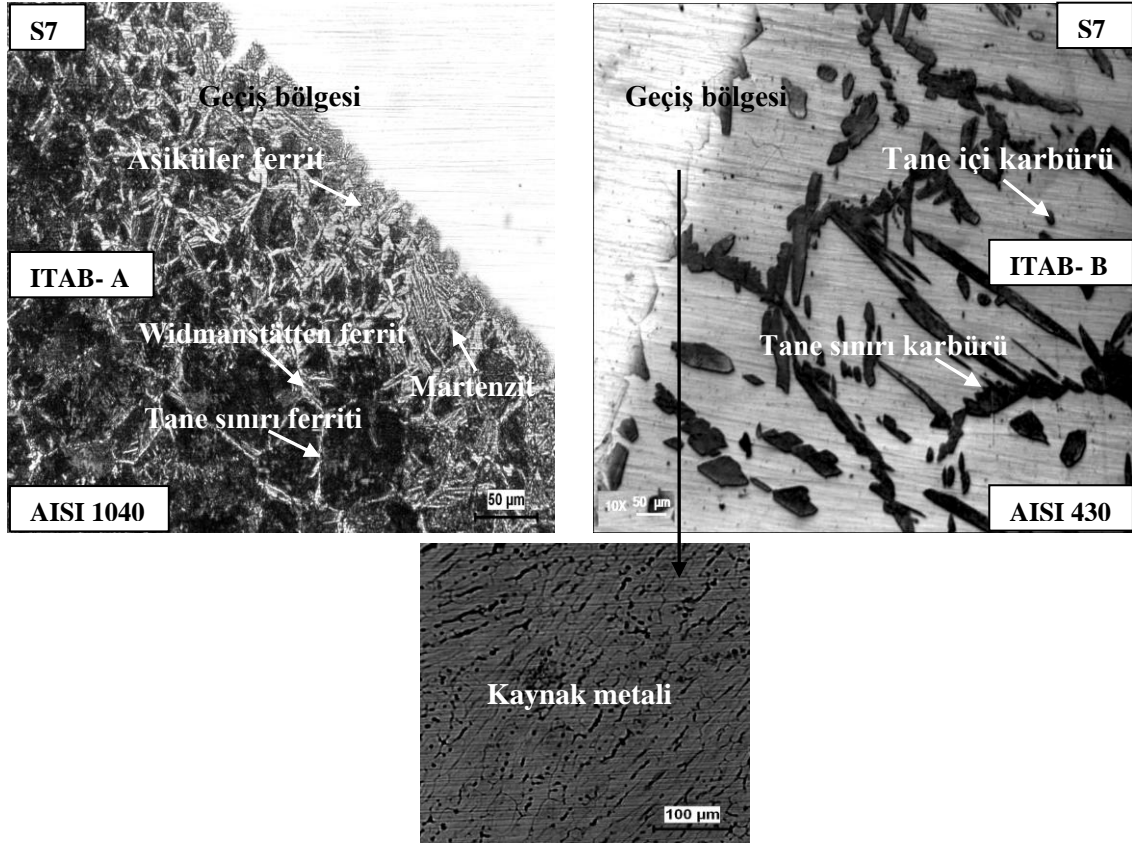 S7
Geçiş bölgesi
Asiküler ferrit
ITAB- A
Widmanstätten ferrit
Martenzit
Tane sınırı ferriti
AISI 1040
50 µm
S7
Geçiş bölgesi
Tane içi karbürü
ITAB- B
Tane sınırı karbürü
10X 50 µm
AISI 430
Kaynak metali
100 µm